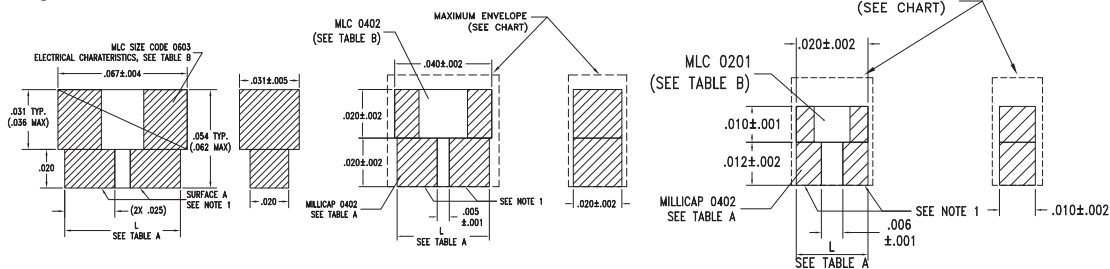 MLC SIZE CODE 0603
ELECTRICAL CHARATERISTICS, SEE TABLE B
.067±.004
.031±.005
.031 TYP.
(.036 MAX)
.054 TYP.
(.062 MAX)
.020
SURFACE A
SEE NOTE 1
(2X .025)
.020
L
SEE TABLE A
MLC 0402
(SEE TABLE B)
MAXIMUM ENVELOPE
(SEE CHART)
.040±.002
.020±.002
.020±.002
MILLICAP 0402
SEE TABLE A
.005
±.001
SEE NOTE 1
.020±.002
L
SEE TABLE A
(SEE CHART)
.020±.002
MLC 0201
(SEE TABLE B)
.010±.001
.012±.002
MILLICAP 0402
SEE TABLE A
SEE NOTE 1
.006
±.001
.010±.002
L
SEE TABLE A